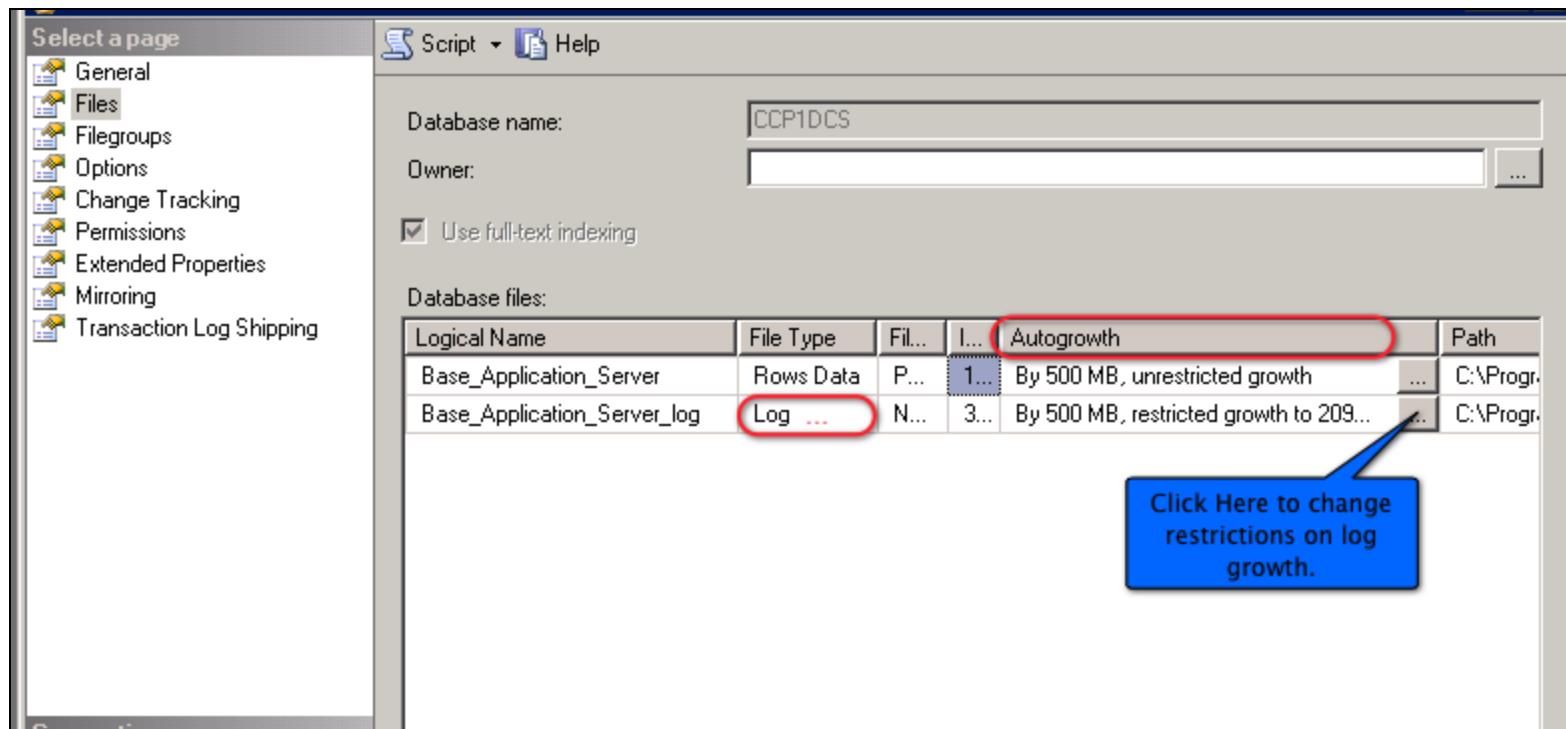 Select a page
General
Files
Filegroups
Options
Change Tracking
Permissions
Extended Properties
Mirroring
Transaction Log Shipping
Script Help
Database name: CCP1DCS
Owner: ...
Use full-text indexing
Database files:
Logical Name File Type Fil... I... Autogrowth Path
Base_Application_Server Rows Data P... 1... By 500 MB, unrestricted growth ... C:\Progr
Base_Application_Server_log Log ... N... 3... By 500 MB, restricted growth to 209... ... C:\Progr
Click Here to change
restrictions on log
growth.